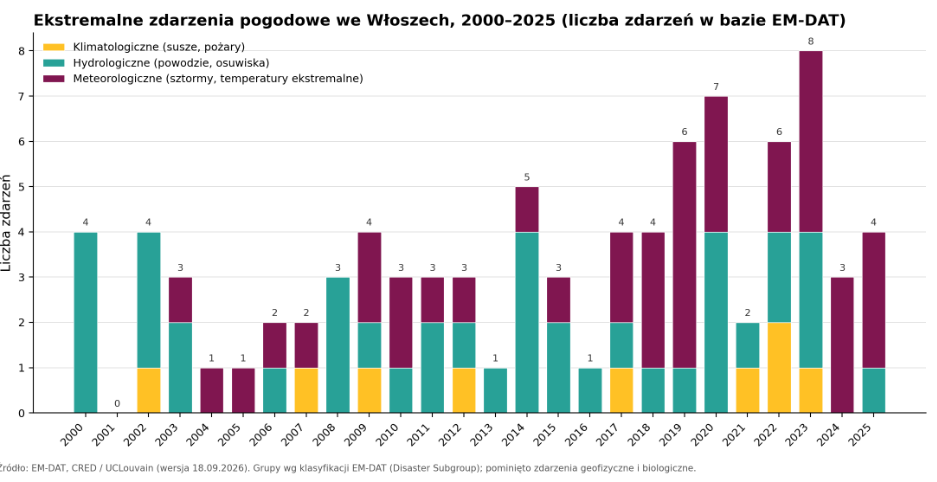 Ekstremalne zdarzenia pogodowe we Włoszech, 2000–2025 (liczba zdarzeń w bazie EM-DAT)
Klimatologiczne (susze, pożary)
Hydrologiczne (powodzie, osuwiska)
Meteorologiczne (sztormy, temperatury ekstremalne)
Liczba zdarzeń
8
7
6
5
4
3
2
1
0
4 0 4 3 1 1 2 2 3 4 3 3 3 1 5 3 1 4 4 6 7 2 6 8 3 4
2000 2001 2002 2003 2004 2005 2006 2007 2008 2009 2010 2011 2012 2013 2014 2015 2016 2017 2018 2019 2020 2021 2022 2023 2024 2025
Źródło: EM-DAT, CRED / UCLouvain (wersja 18.09.2026). Grupy wg klasyfikacji EM-DAT (Disaster Subgroup); pominięto zdarzenia geofizyczne i biologiczne.